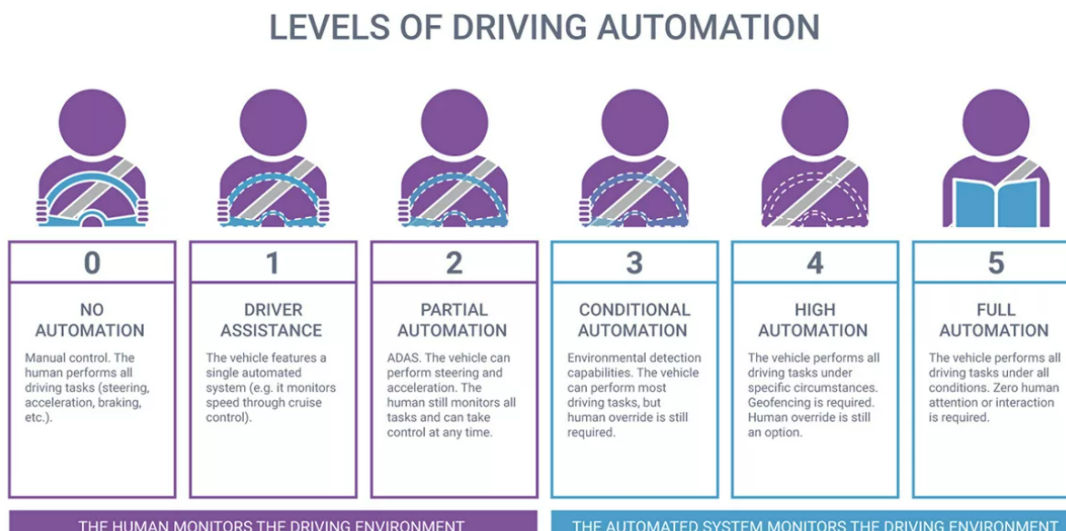 LEVELS OF DRIVING AUTOMATION
0
NO
AUTOMATION
Manual control. The
human performs all
driving tasks (steering,
acceleration, braking,
etc.).
1
DRIVER
ASSISTANCE
The vehicle features a
single automated
system (e.g. it monitors
speed through cruise
control).
2
PARTIAL
AUTOMATION
ADAS. The vehicle can
perform steering and
acceleration. The
human still monitors all
tasks and can take
control at any time.
3
CONDITIONAL
AUTOMATION
Environmental detection
capabilities. The vehicle
can perform most
driving tasks, but
human override is still
required.
4
HIGH
AUTOMATION
The vehicle performs all
driving tasks under
specific circumstances.
Geofencing is required.
Human override is still
an option.
5
FULL
AUTOMATION
The vehicle performs all
driving tasks under all
conditions. Zero human
attention or interaction
is required.
THE HUMAN MONITORS THE DRIVING ENVIRONMENT
THE AUTOMATED SYSTEM MONITORS THE DRIVING ENVIRONMENT